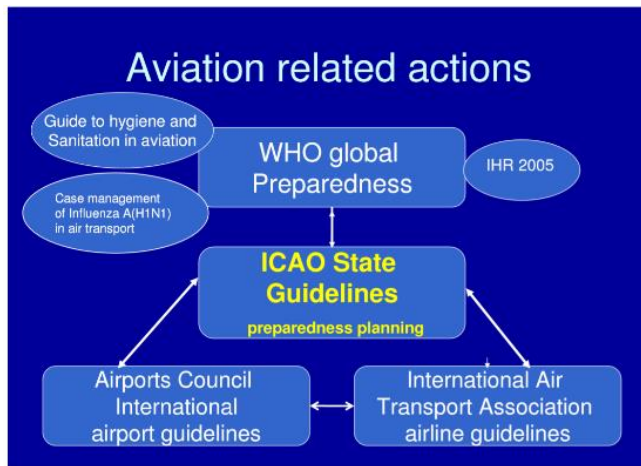 Aviation related actions
Guide to hygiene and
Sanitation in aviation
WHO global
Preparedness
IHR 2005
Case management
of Influenza A(H1N1)
in air transport
ICAO State
Guidelines
preparedness planning
Airports Council
International
airport guidelines
International Air
Transport Association
airline guidelines